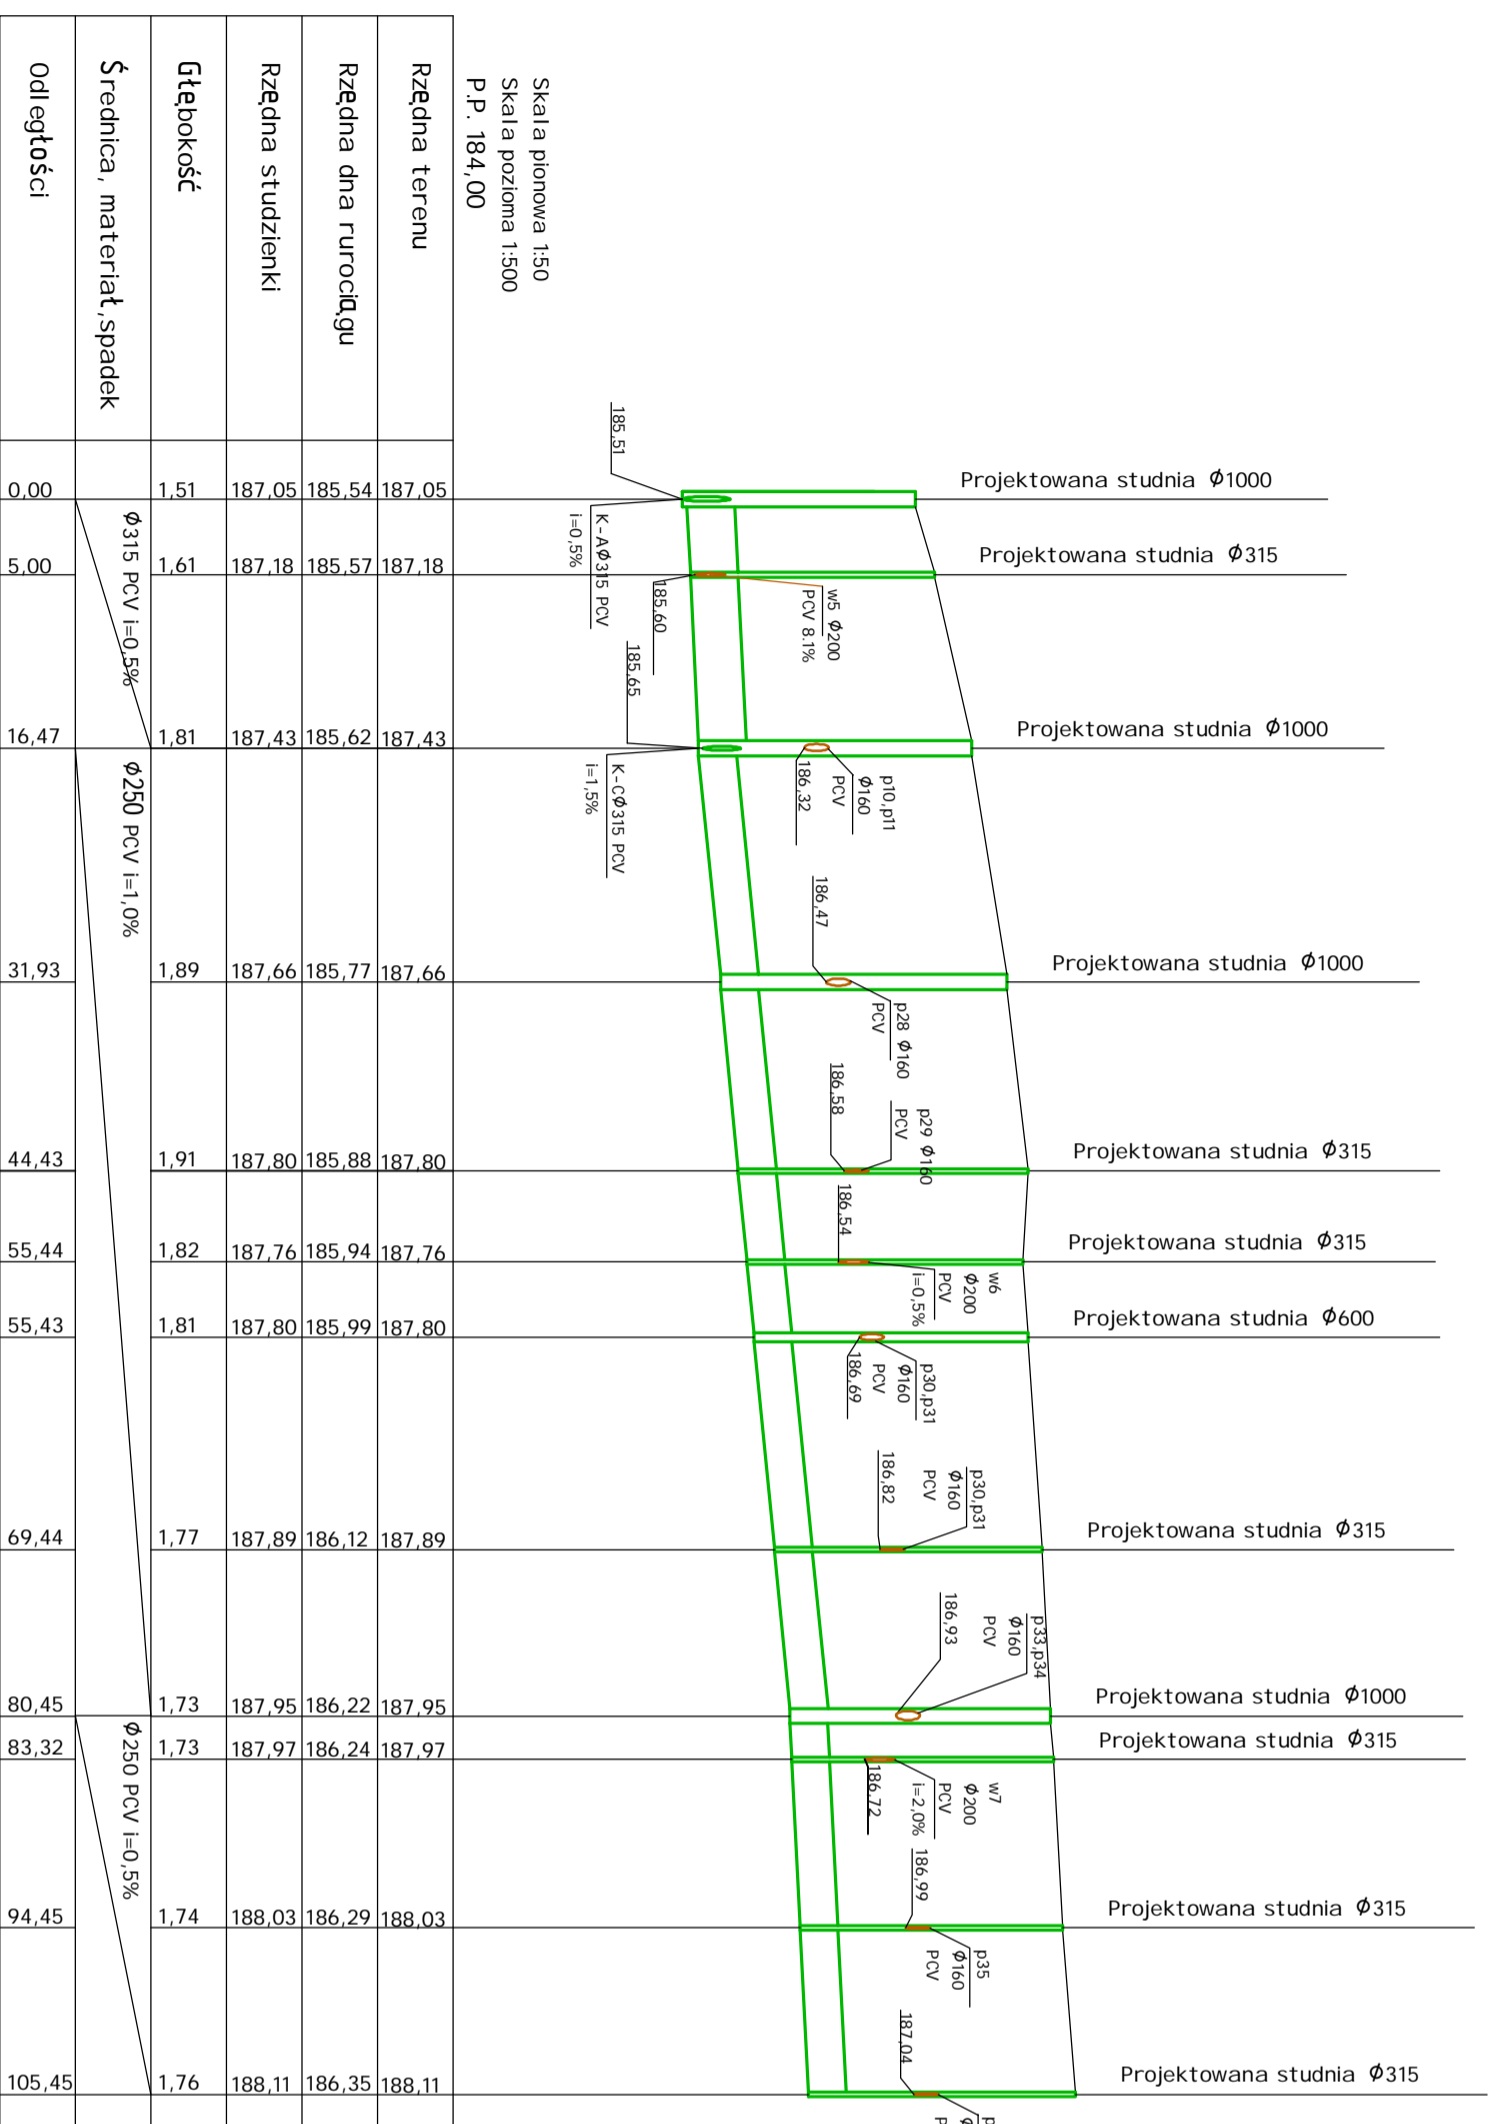 Skala pionowa 1:50
Skala pozioma 1:500
P.P. 184,00
Rzędna terenu
Rzędna dna rurociągu
Rzędna studzienki
Głębokość
Średnica, materiał,spadek
Odległości
0,00 1,51 187,05 185,54 187,05
5,00 1,61 187,18 185,57 187,18
16,47 1,81 187,43 185,62 187,43
31,93 1,89 187,66 185,77 187,66
44,43 1,91 187,80 185,88 187,80
55,44 1,82 187,76 185,94 187,76
55,43 1,81 187,80 185,99 187,80
69,44 1,77 187,89 186,12 187,89
80,45 1,73 187,95 186,22 187,95
83,32 1,73 187,97 186,24 187,97
94,45 1,74 188,03 186,29 188,03
105,45 1,76 188,11 186,35 188,11
Ø315 PCV i=0,5%
Ø250 PCV i=1,0%
Ø250 PCV i=0,5%
Projektowana studnia Ø1000
Projektowana studnia Ø315
Projektowana studnia Ø1000
Projektowana studnia Ø1000
Projektowana studnia Ø315
Projektowana studnia Ø315
Projektowana studnia Ø600
Projektowana studnia Ø315
Projektowana studnia Ø1000
Projektowana studnia Ø315
Projektowana studnia Ø315
Projektowana studnia Ø315
185,51
K-AØ315 PCV
i=0,5%
185,60
w5 Ø200
PCV 8.1%
185,65
K-CØ315 PCV
i=1,5%
p10,p11
Ø160
PCV
186,32
186,47
p28 Ø160
PCV
186,58
p29 Ø160
PCV
186,54
w6
Ø200
PCV
i=0,5%
p30,p31
Ø160
PCV
186,69
186,82
p30,p31
Ø160
PCV
186,93
p33,p34
Ø160
PCV
186,72
w7
Ø200
PCV
i=2,0%
186,99
p35
Ø160
PCV
187,04